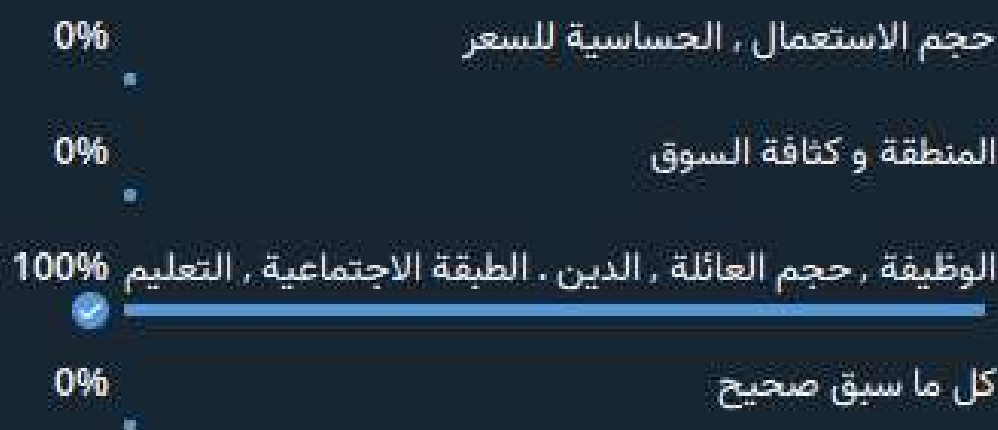 حجم الاستعمال , الحساسية للسعر 0%
المنطقة و كثافة السوق 0%
الوظيفة , حجم العائلة , الدين . الطبقة الاجتماعية , التعليم 100%
كل ما سبق صحيح 0%